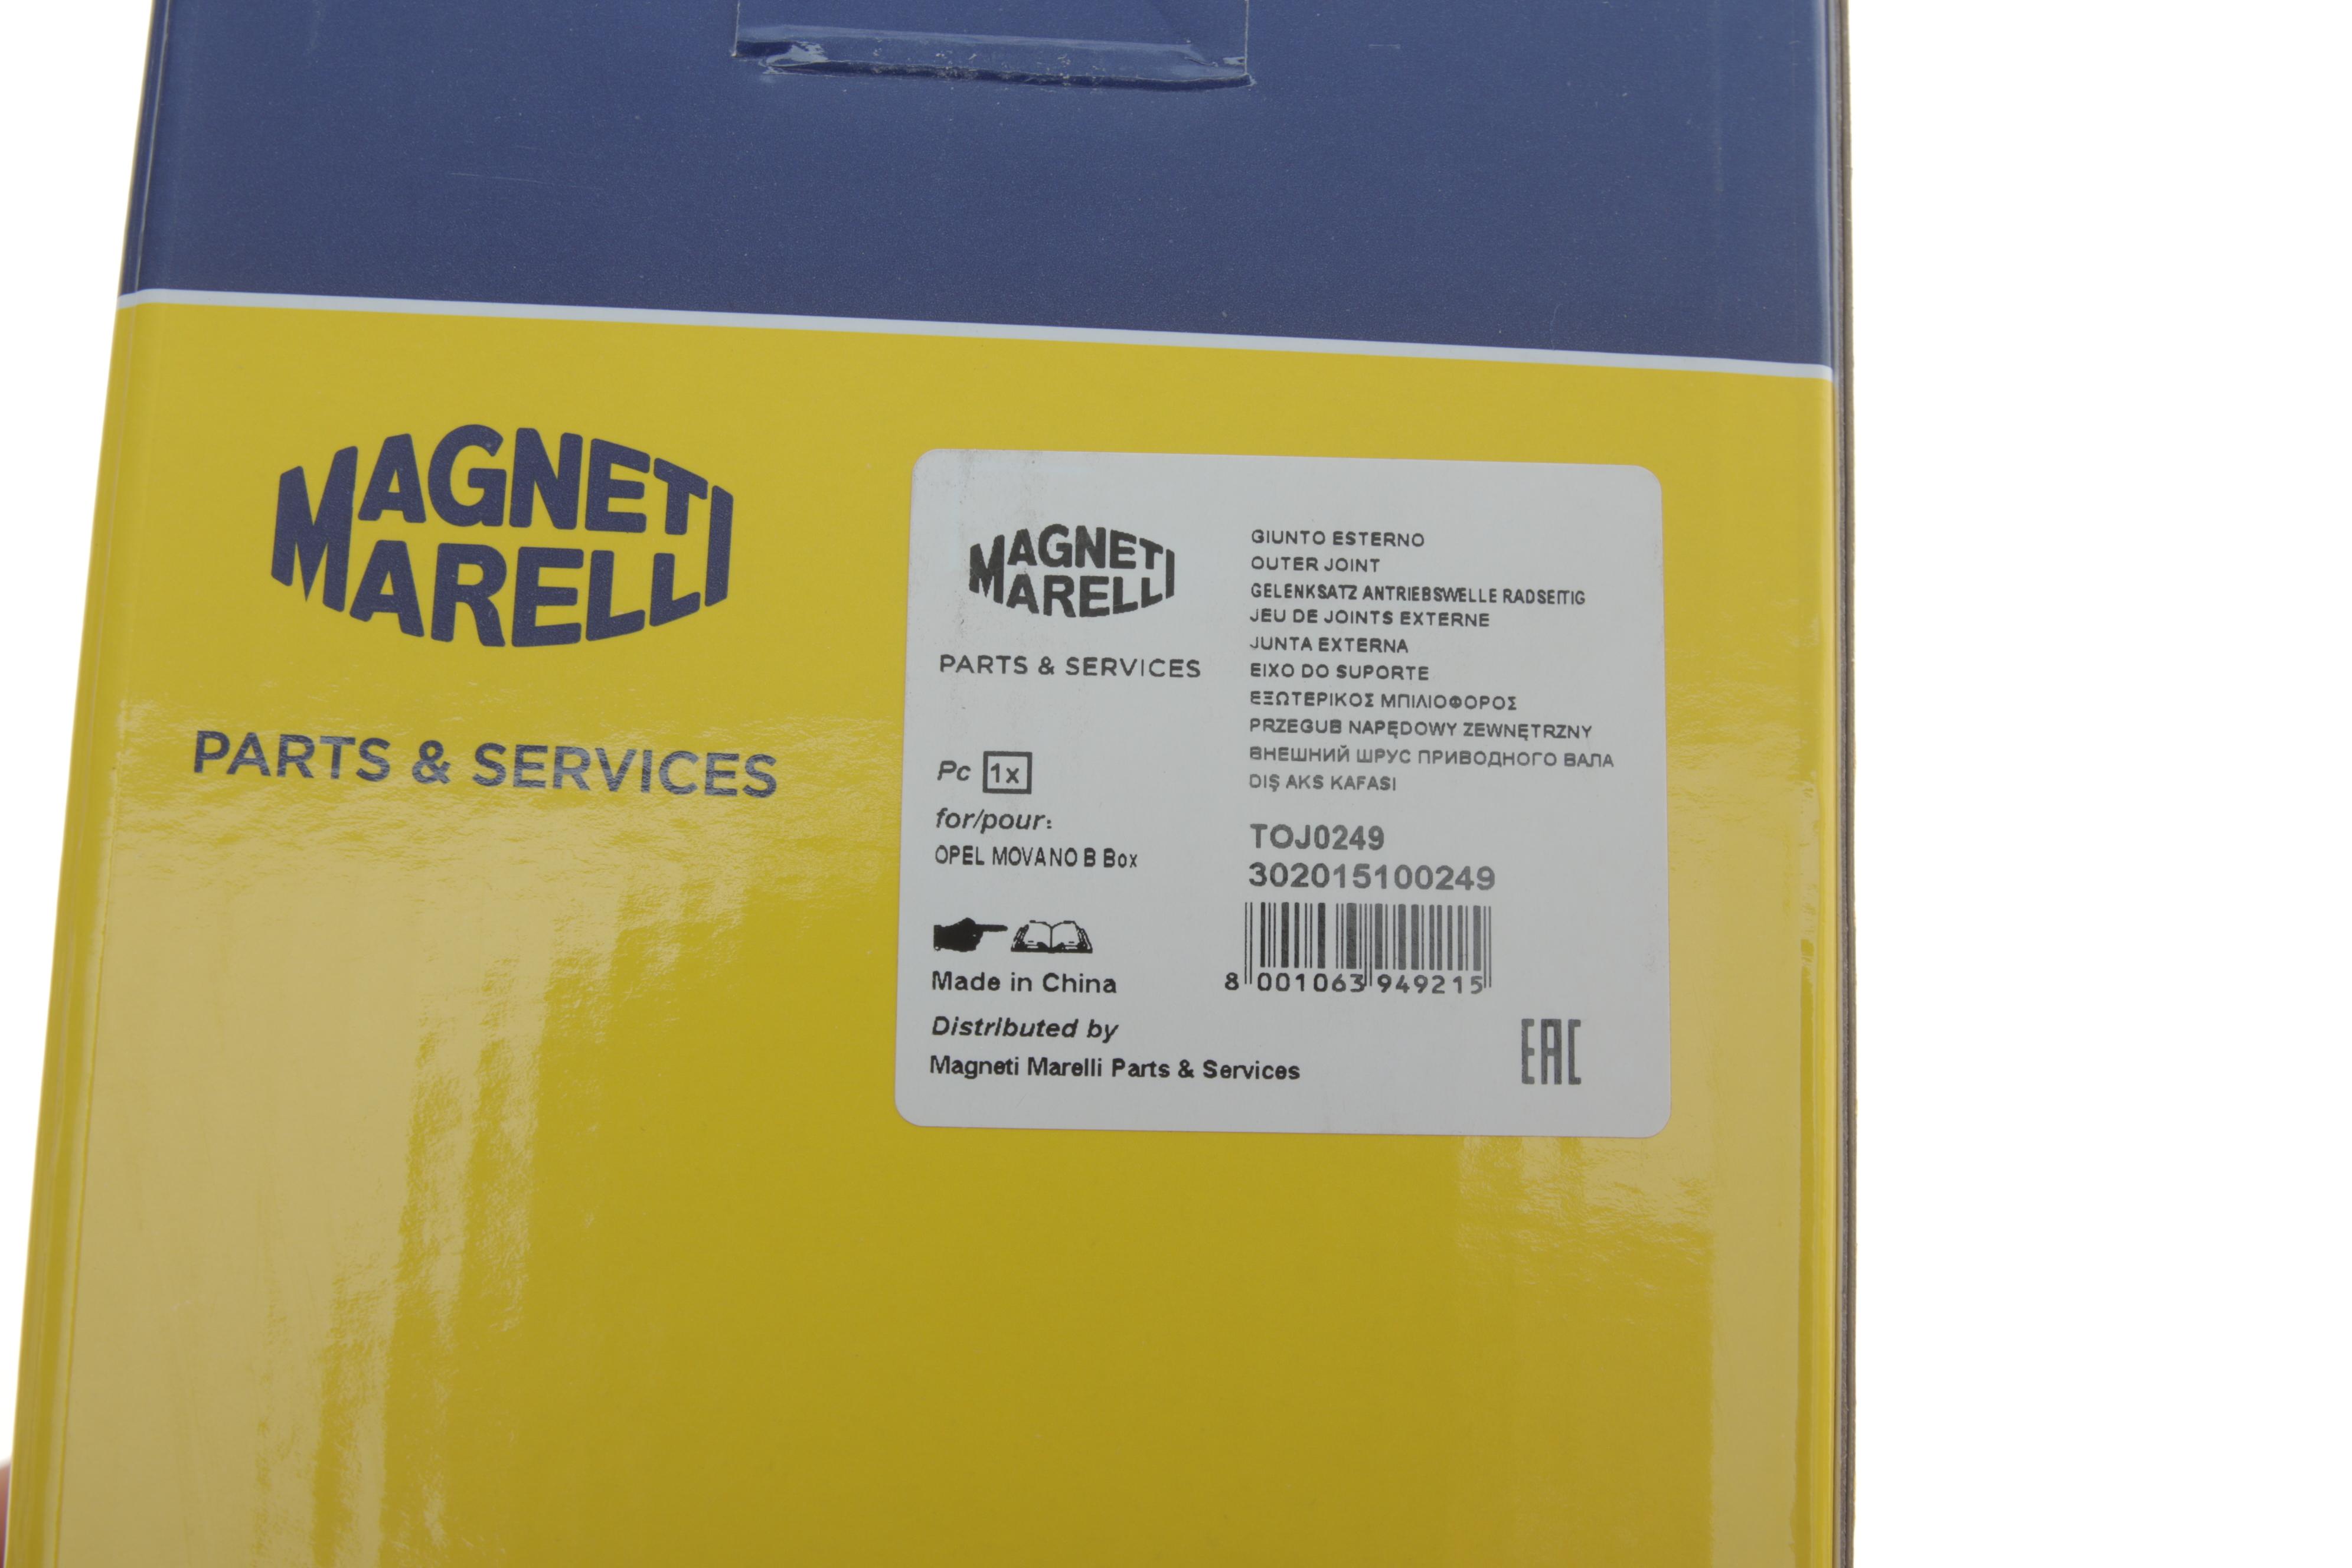 MAGNETI
MARELLI
PARTS & SERVICES
MAGNETI
MARELLI
PARTS & SERVICES
Pc 1x
for/pour:
OPEL MOVANO B Box
Made in China
Distributed by
Magneti Marelli Parts & Services
GIUNTO ESTERNO
OUTER JOINT
GELENKSATZ ANTRIEBSWELLE RADSEITIG
JEU DE JOINTS EXTERNE
JUNTA EXTERNA
EIXO DO SUPORTE
ΕΞΩΤΕΡΙΚΟΣ ΜΠΙΛΙΟΦΟΡΟΣ
PRZEGUB NAPĘDOWY ZEWNĘTRZNY
ВНЕШНИЙ ШРУС ПРИВОДНОГО ВАЛА
DIŞ AKS KAFASI
TOJ0249
302015100249
8 001063 949215
EAC